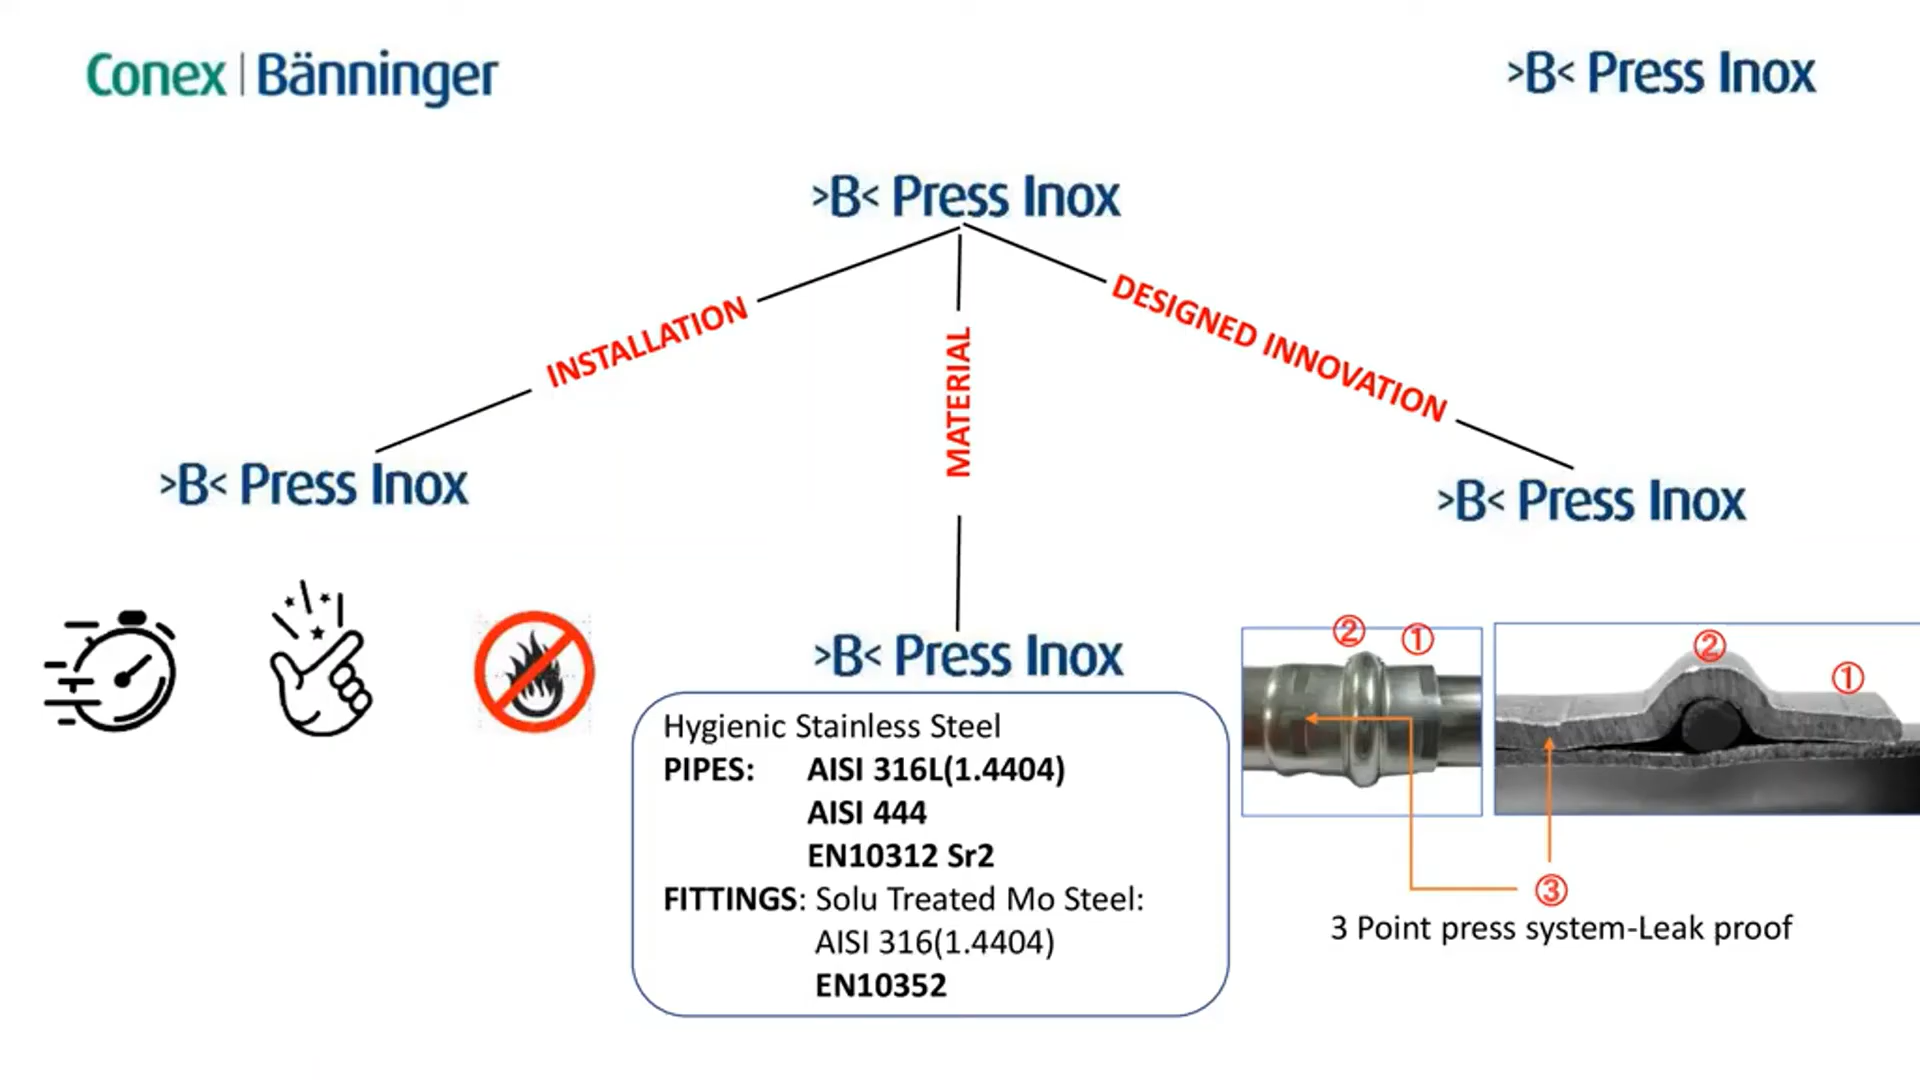 Conex | Bänninger
>B< Press Inox
>B< Press Inox
INSTALLATION
MATERIAL
DESIGNED INNOVATION
>B< Press Inox
>B< Press Inox
>B< Press Inox
Hygienic Stainless Steel
PIPES: AISI 316L(1.4404)
AISI 444
EN10312 Sr2
FITTINGS: Solu Treated Mo Steel:
AISI 316(1.4404)
EN10352
② ①
② ①
③
3 Point press system-Leak proof